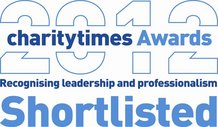 2012
charitytimes Awards
Recognising leadership and professionalism
Shortlisted